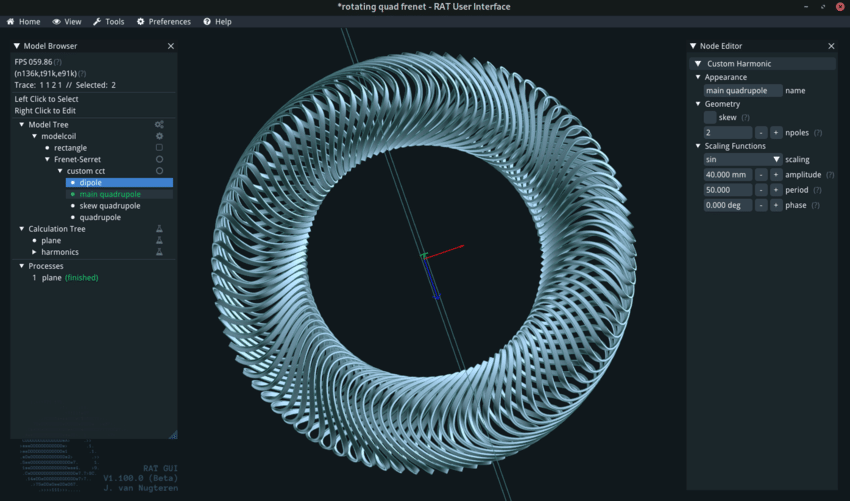 *rotating quad frenet - RAT User Interface
Home View Tools Preferences Help
Model Browser
FPS 059.86 (?)
(n136k,t91k,e91k)(?)
Trace: 1 1 2 1 // Selected: 2
Left Click to Select
Right Click to Edit
Model Tree
modelcoil
rectangle
Frenet-Serret
custom cct
dipole
main quadrupole
skew quadrupole
quadrupole
Calculation Tree
plane
harmonics
Processes
1 plane (finished)
RAT GUI
V1.100.0 (Beta)
J. van Nugteren
Node Editor
Custom Harmonic
Appearance
main quadrupole name
Geometry
skew (?)
2 - + npoles (?)
Scaling Functions
sin scaling
40.000 mm - + amplitude (?)
50.000 - + period (?)
0.000 deg - + phase (?)